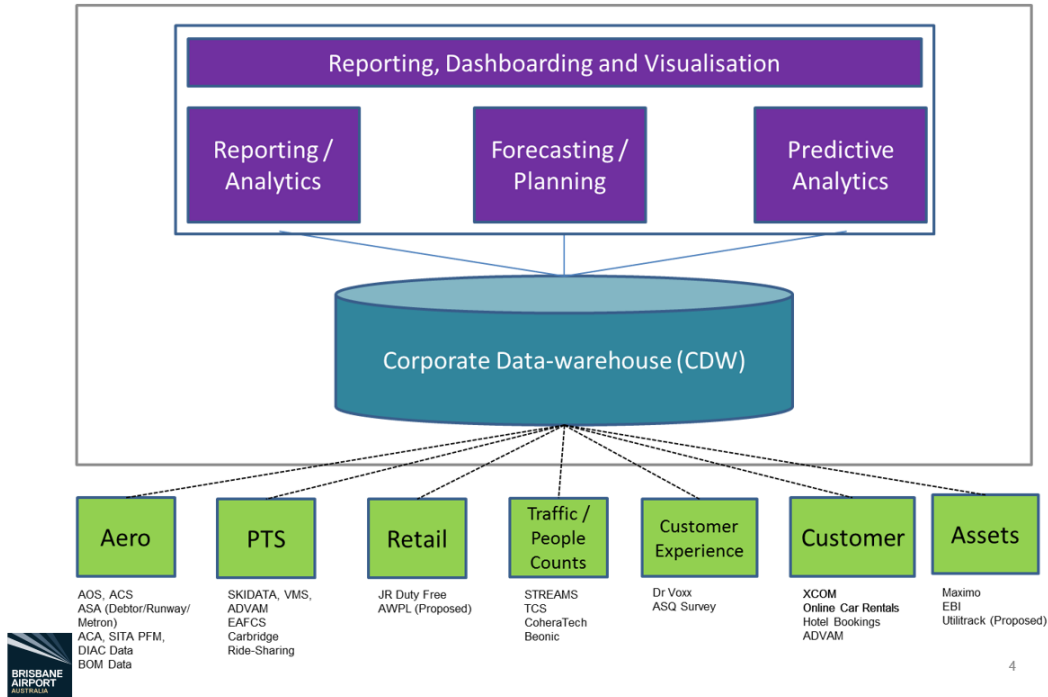 Reporting, Dashboarding and Visualisation
Reporting /
Analytics
Forecasting /
Planning
Predictive
Analytics
Corporate Data-warehouse (CDW)
Aero
PTS
Retail
Traffic /
People
Counts
Customer
Experience
Customer
Assets
AOS, ACS
ASA (Debtor/Runway/
Metron)
ACA, SITA PFM,
DIAC Data
BOM Data
SKIDATA, VMS,
ADVAM
EAFCS
Carbridge
Ride-Sharing
JR Duty Free
AWPL (Proposed)
STREAMS
TCS
CoheraTech
Beonic
Dr Voxx
ASQ Survey
XCOM
Online Car Rentals
Hotel Bookings
ADVAM
Maximo
EBI
Utilitrack (Proposed)
BRISBANE
AIRPORT
AUSTRALIA
4